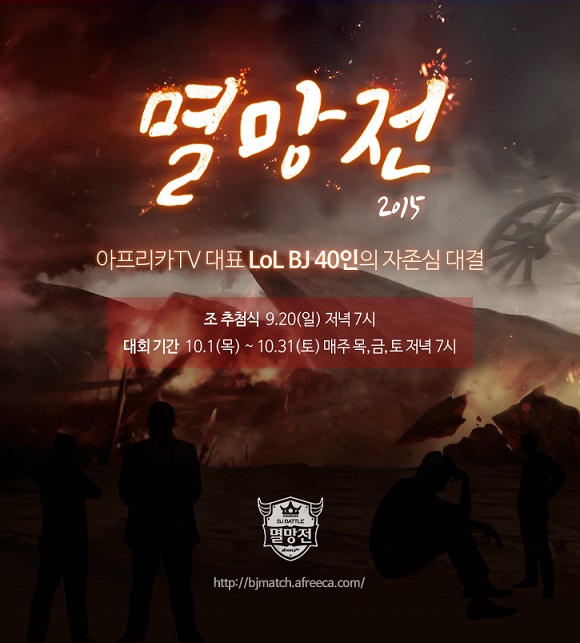 멸망전
2015
아프리카TV 대표 LoL BJ 40인의 자존심 대결
조 추첨식 9.20(일) 저녁 7시
대회 기간 10.1(목) ~ 10.31(토) 매주 목,금,토 저녁 7시
BJ BATTLE
멸망전
afreecaTV
http://bjmatch.afreeca.com/